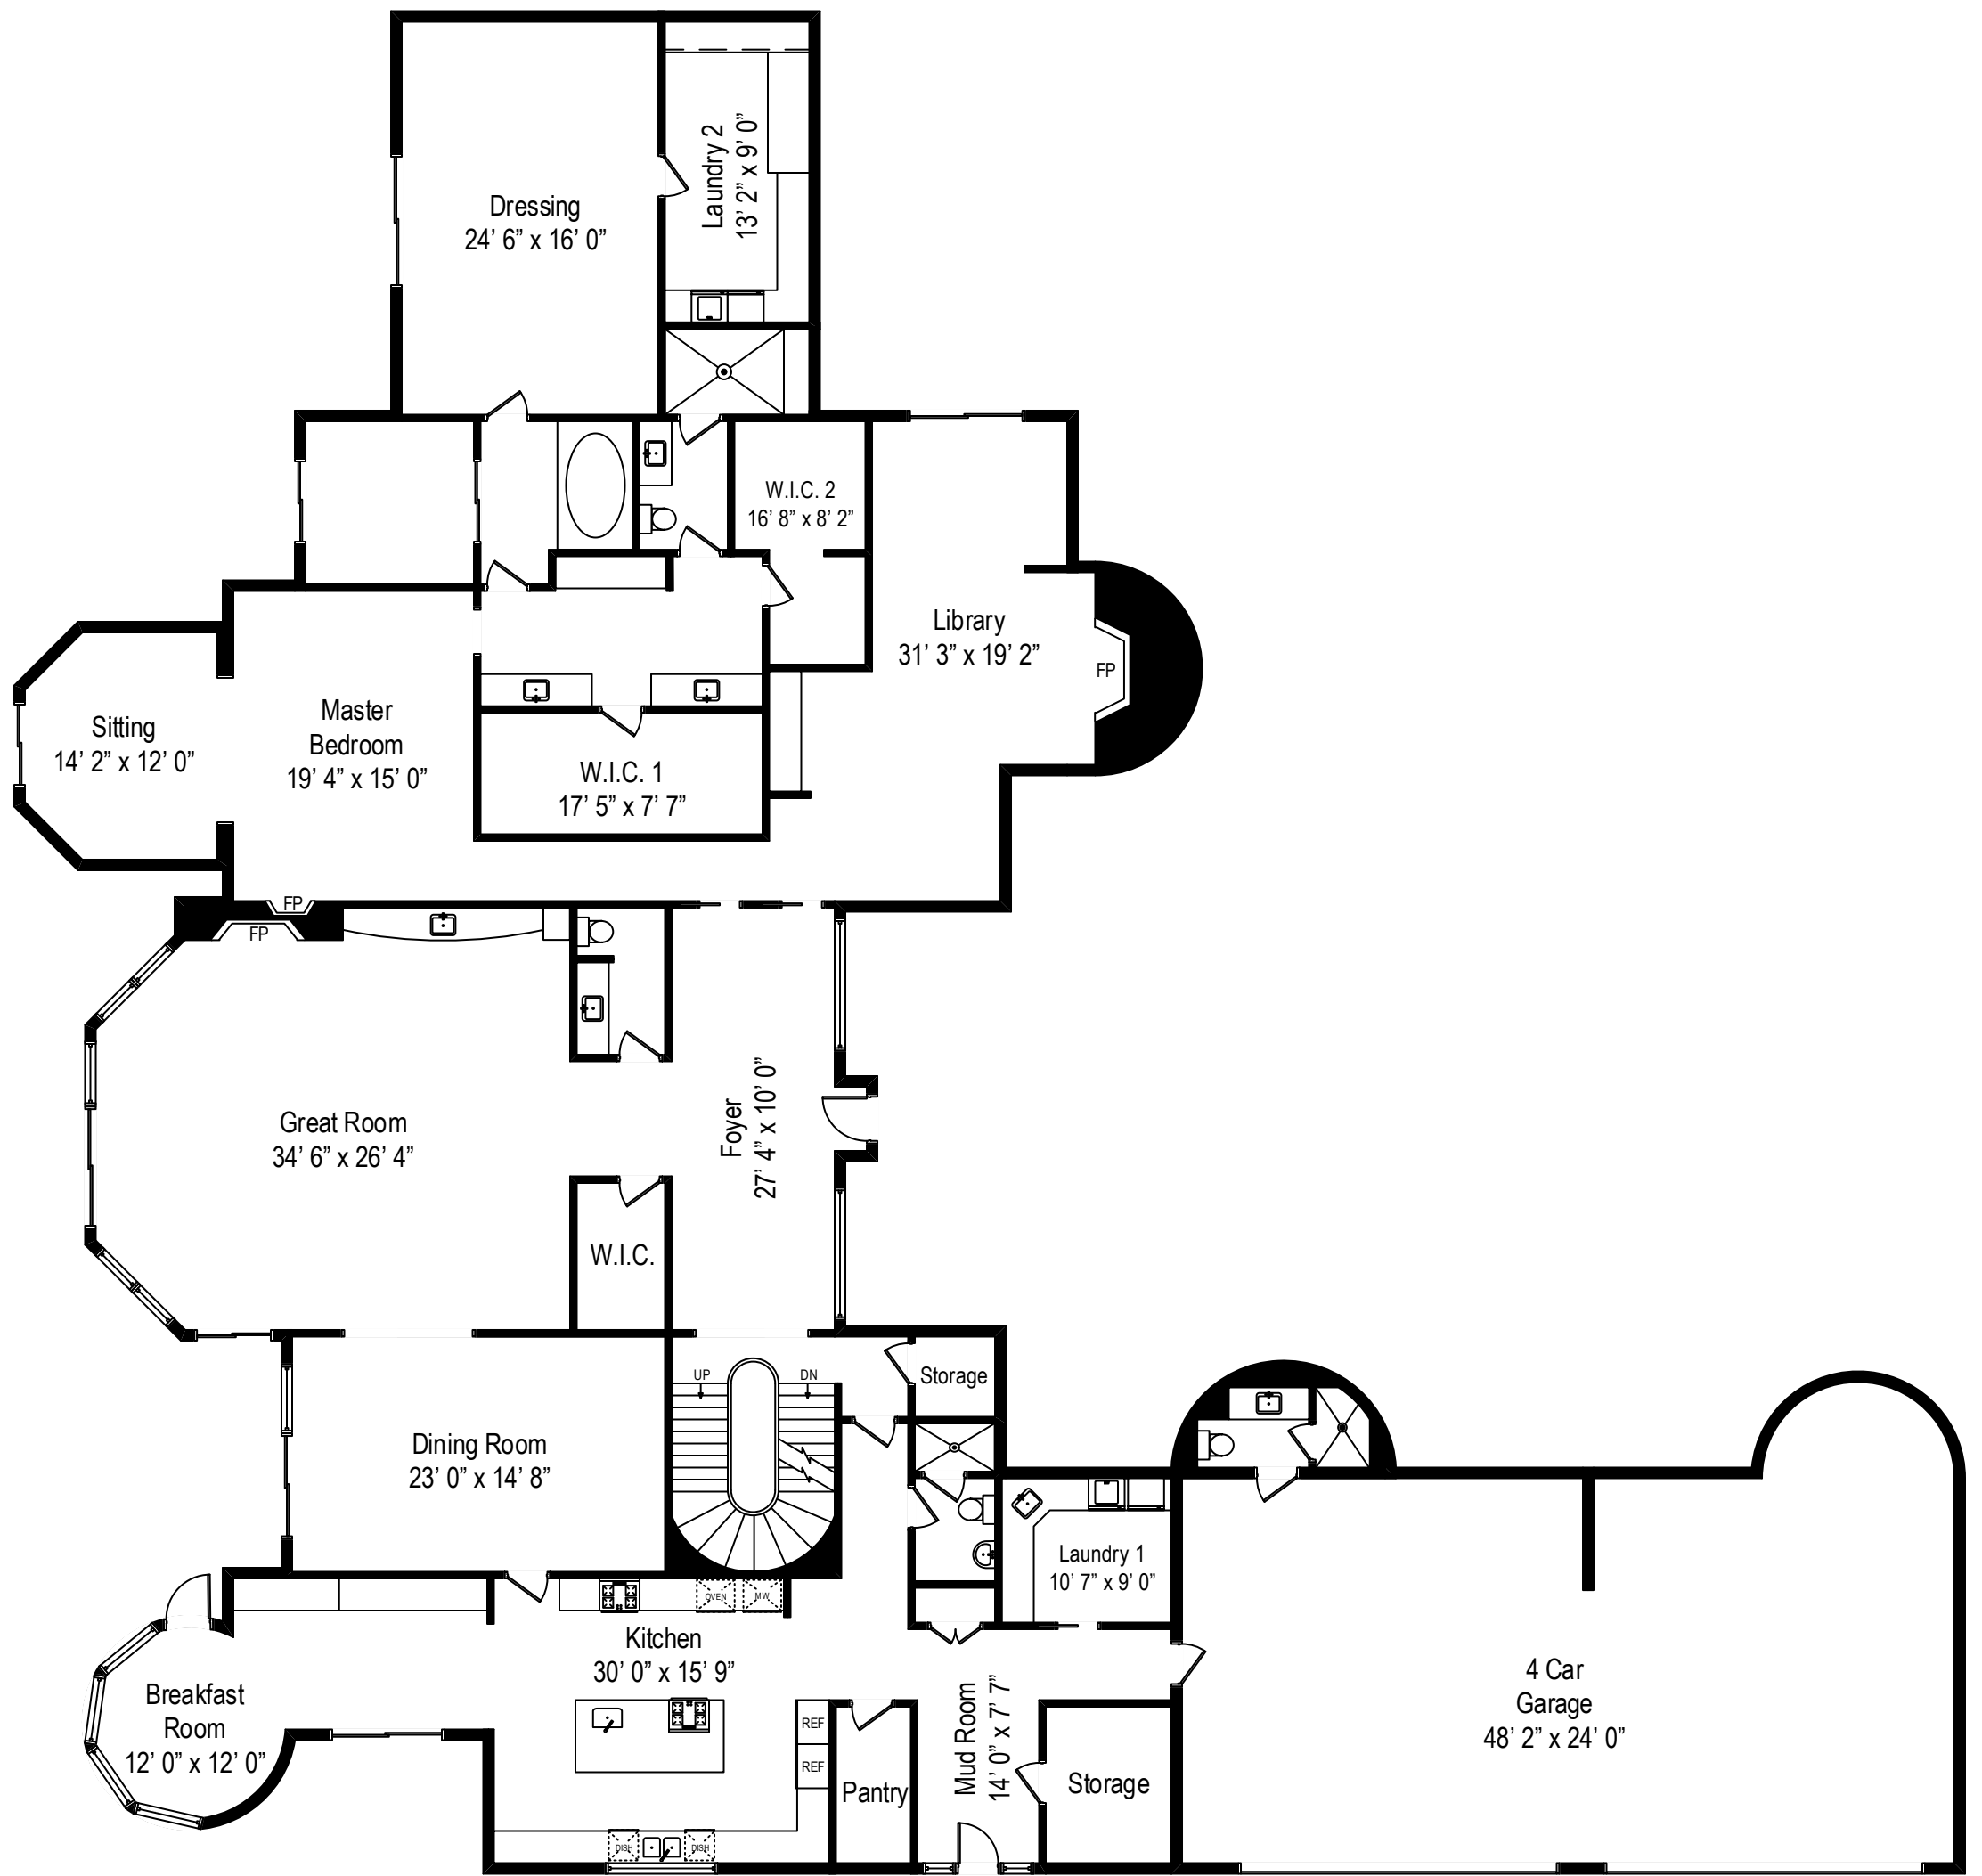 Dressing
24’ 6” x 16’ 0”
Laundry 2
13’ 2” x 9’ 0”
W.I.C. 2
16’ 8” x 8’ 2”
Library
31’ 3” x 19’ 2”
FP
Sitting
14’ 2” x 12’ 0”
Master
Bedroom
19’ 4” x 15’ 0”
W.I.C. 1
17’ 5” x 7’ 7”
FP
FP
Great Room
34’ 6” x 26’ 4”
Foyer
27’ 4” x 10’ 0”
W.I.C.
UP
DN
Storage
Dining Room
23’ 0” x 14’ 8”
Laundry 1
10’ 7” x 9’ 0”
OVEN
MW
Kitchen
30’ 0” x 15’ 9”
Breakfast
Room
12’ 0” x 12’ 0”
REF
REF
Pantry
Mud Room
14’ 0” x 7’ 7”
Storage
4 Car
Garage
48’ 2” x 24’ 0”
DISH
DISH